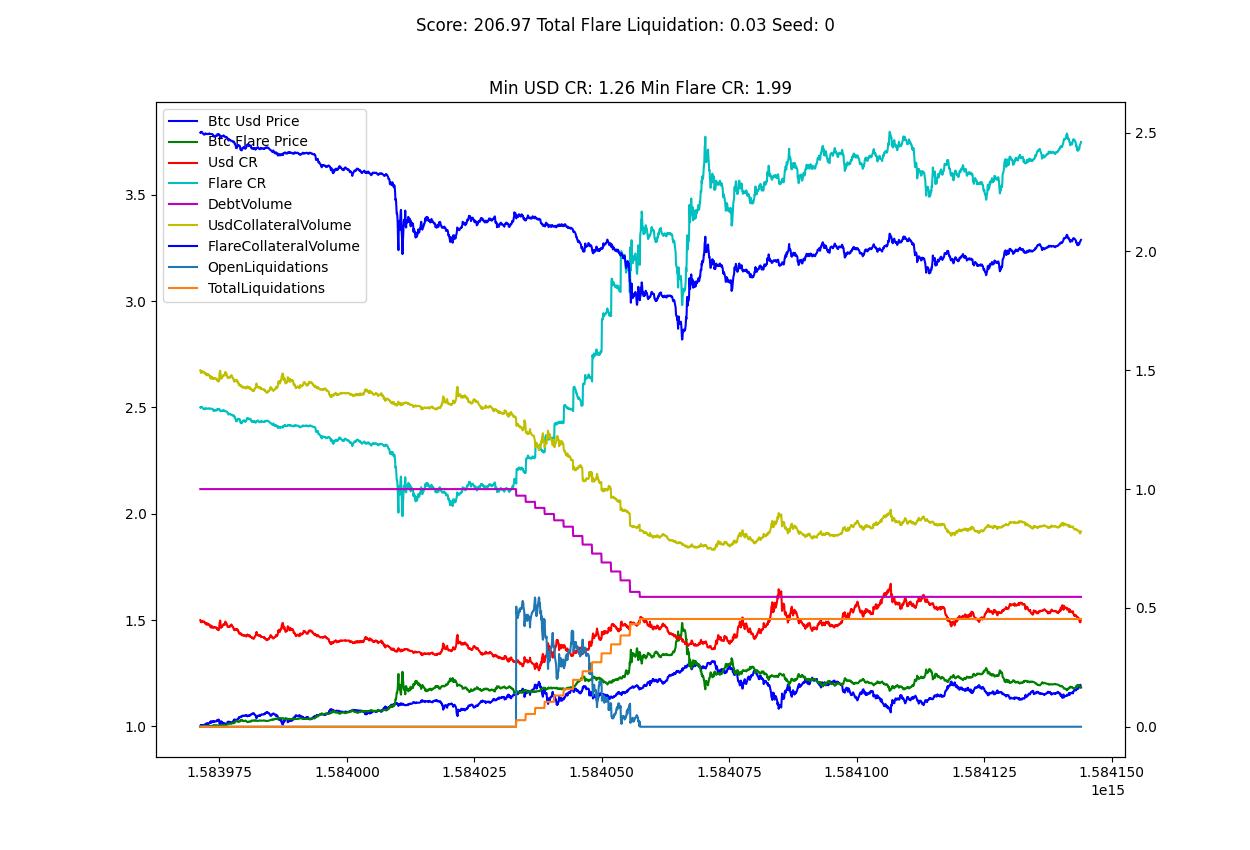 Score: 206.97 Total Flare Liquidation: 0.03 Seed: 0
Min USD CR: 1.26 Min Flare CR: 1.99
Btc Usd Price
Btc Flare Price
Usd CR
Flare CR
DebtVolume
UsdCollateralVolume
FlareCollateralVolume
OpenLiquidations
TotalLiquidations
3.5
3.0
2.5
2.0
1.5
1.0
2.5
2.0
1.5
1.0
0.5
0.0
1.583975 1.584000 1.584025 1.584050 1.584075 1.584100 1.584125 1.584150
1e15